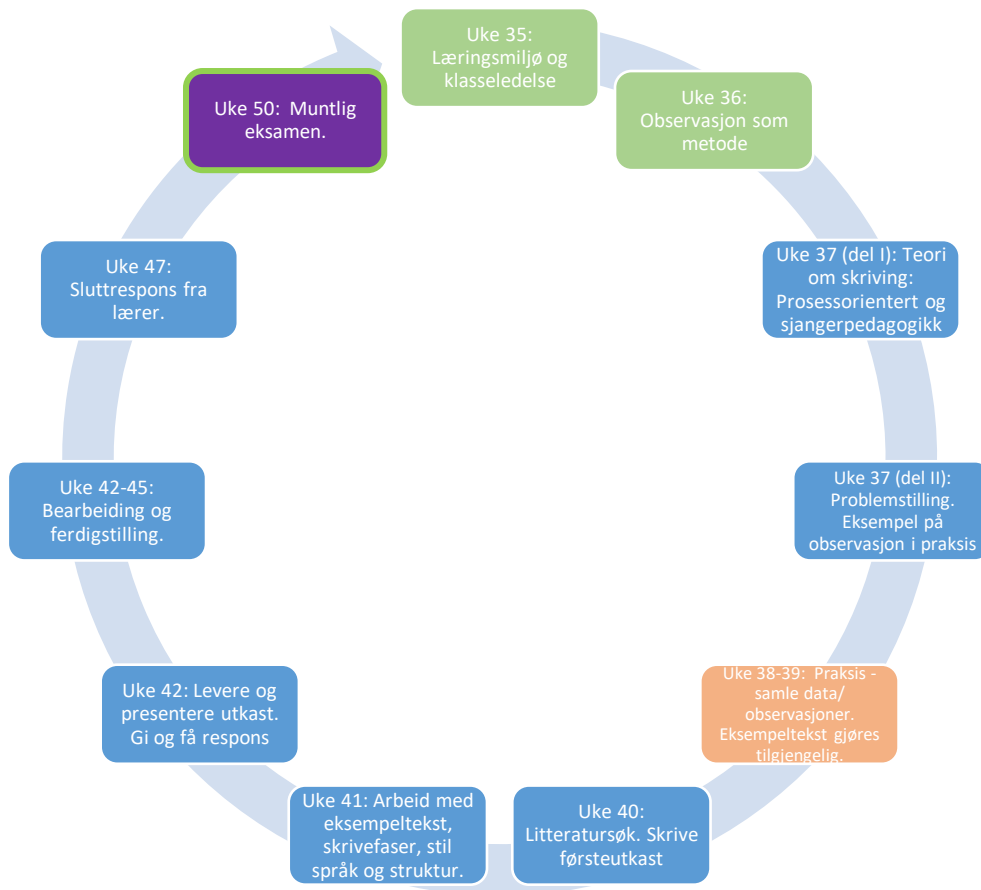 Uke 35:
Læringsmiljø og
klasseledelse
Uke 36:
Observasjon som
metode
Uke 37 (del I): Teori
om skriving:
Prosessorientert og
sjangerpedagogikk
Uke 37 (del II):
Problemstilling.
Eksempel på
observasjon i praksis
Uke 38-39: Praksis -
samle data/
observasjoner.
Eksempeltekst gjøres
tilgjengelig.
Uke 40:
Litteratursøk. Skrive
førsteutkast
Uke 41: Arbeid med
eksempeltekst,
skrivefaser, stil
språk og struktur.
Uke 42: Levere og
presentere utkast.
Gi og få respons
Uke 42-45:
Bearbeiding og
ferdigstilling.
Uke 47:
Sluttrespons fra
lærer.
Uke 50: Muntlig
eksamen.